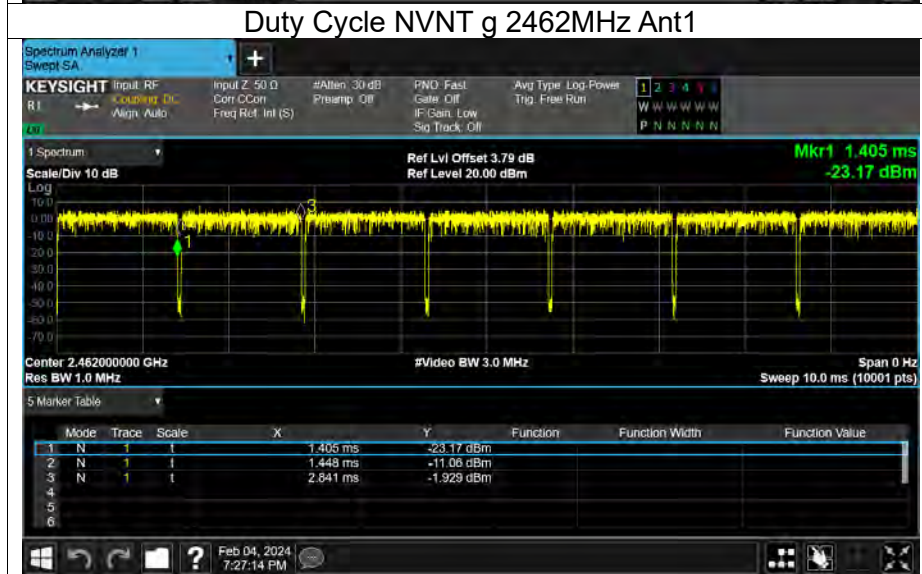 Duty Cycle NVNT g 2462MHz Ant1
Spectrum Analyzer 1
Swept SA
+
KEYSIGHT Input: RF Input Z: 50 Ω #Atten: 30 dB PNO: Fast Avg Type: Log-Power 1 2 3 4 5 6
R L Coupling: DC Corr CCorr Preamp: Off Gate: Off Trig: Free Run W W W W W W
Align: Auto Freq Ref: Int (S) IF Gain: Low
Sig Track: Off P N N N N N
1 Spectrum Ref Lvl Offset 3.79 dB Mkr1 1.405 ms
Scale/Div 10 dB Ref Level 20.00 dBm -23.17 dBm
Log
10.0
0.00
-10.0
-20.0
-30.0
-40.0
-50.0
-60.0
-70.0
1
3
Center 2.462000000 GHz #Video BW 3.0 MHz Span 0 Hz
Res BW 1.0 MHz Sweep 10.0 ms (10001 pts)
5 Marker Table
Mode Trace Scale X Y Function Function Width Function Value
1 N 1 t 1.405 ms -23.17 dBm
2 N 1 t 1.448 ms -11.06 dBm
3 N 1 t 2.841 ms -1.929 dBm
4
5
6
? Feb 04, 2024
7:27:14 PM